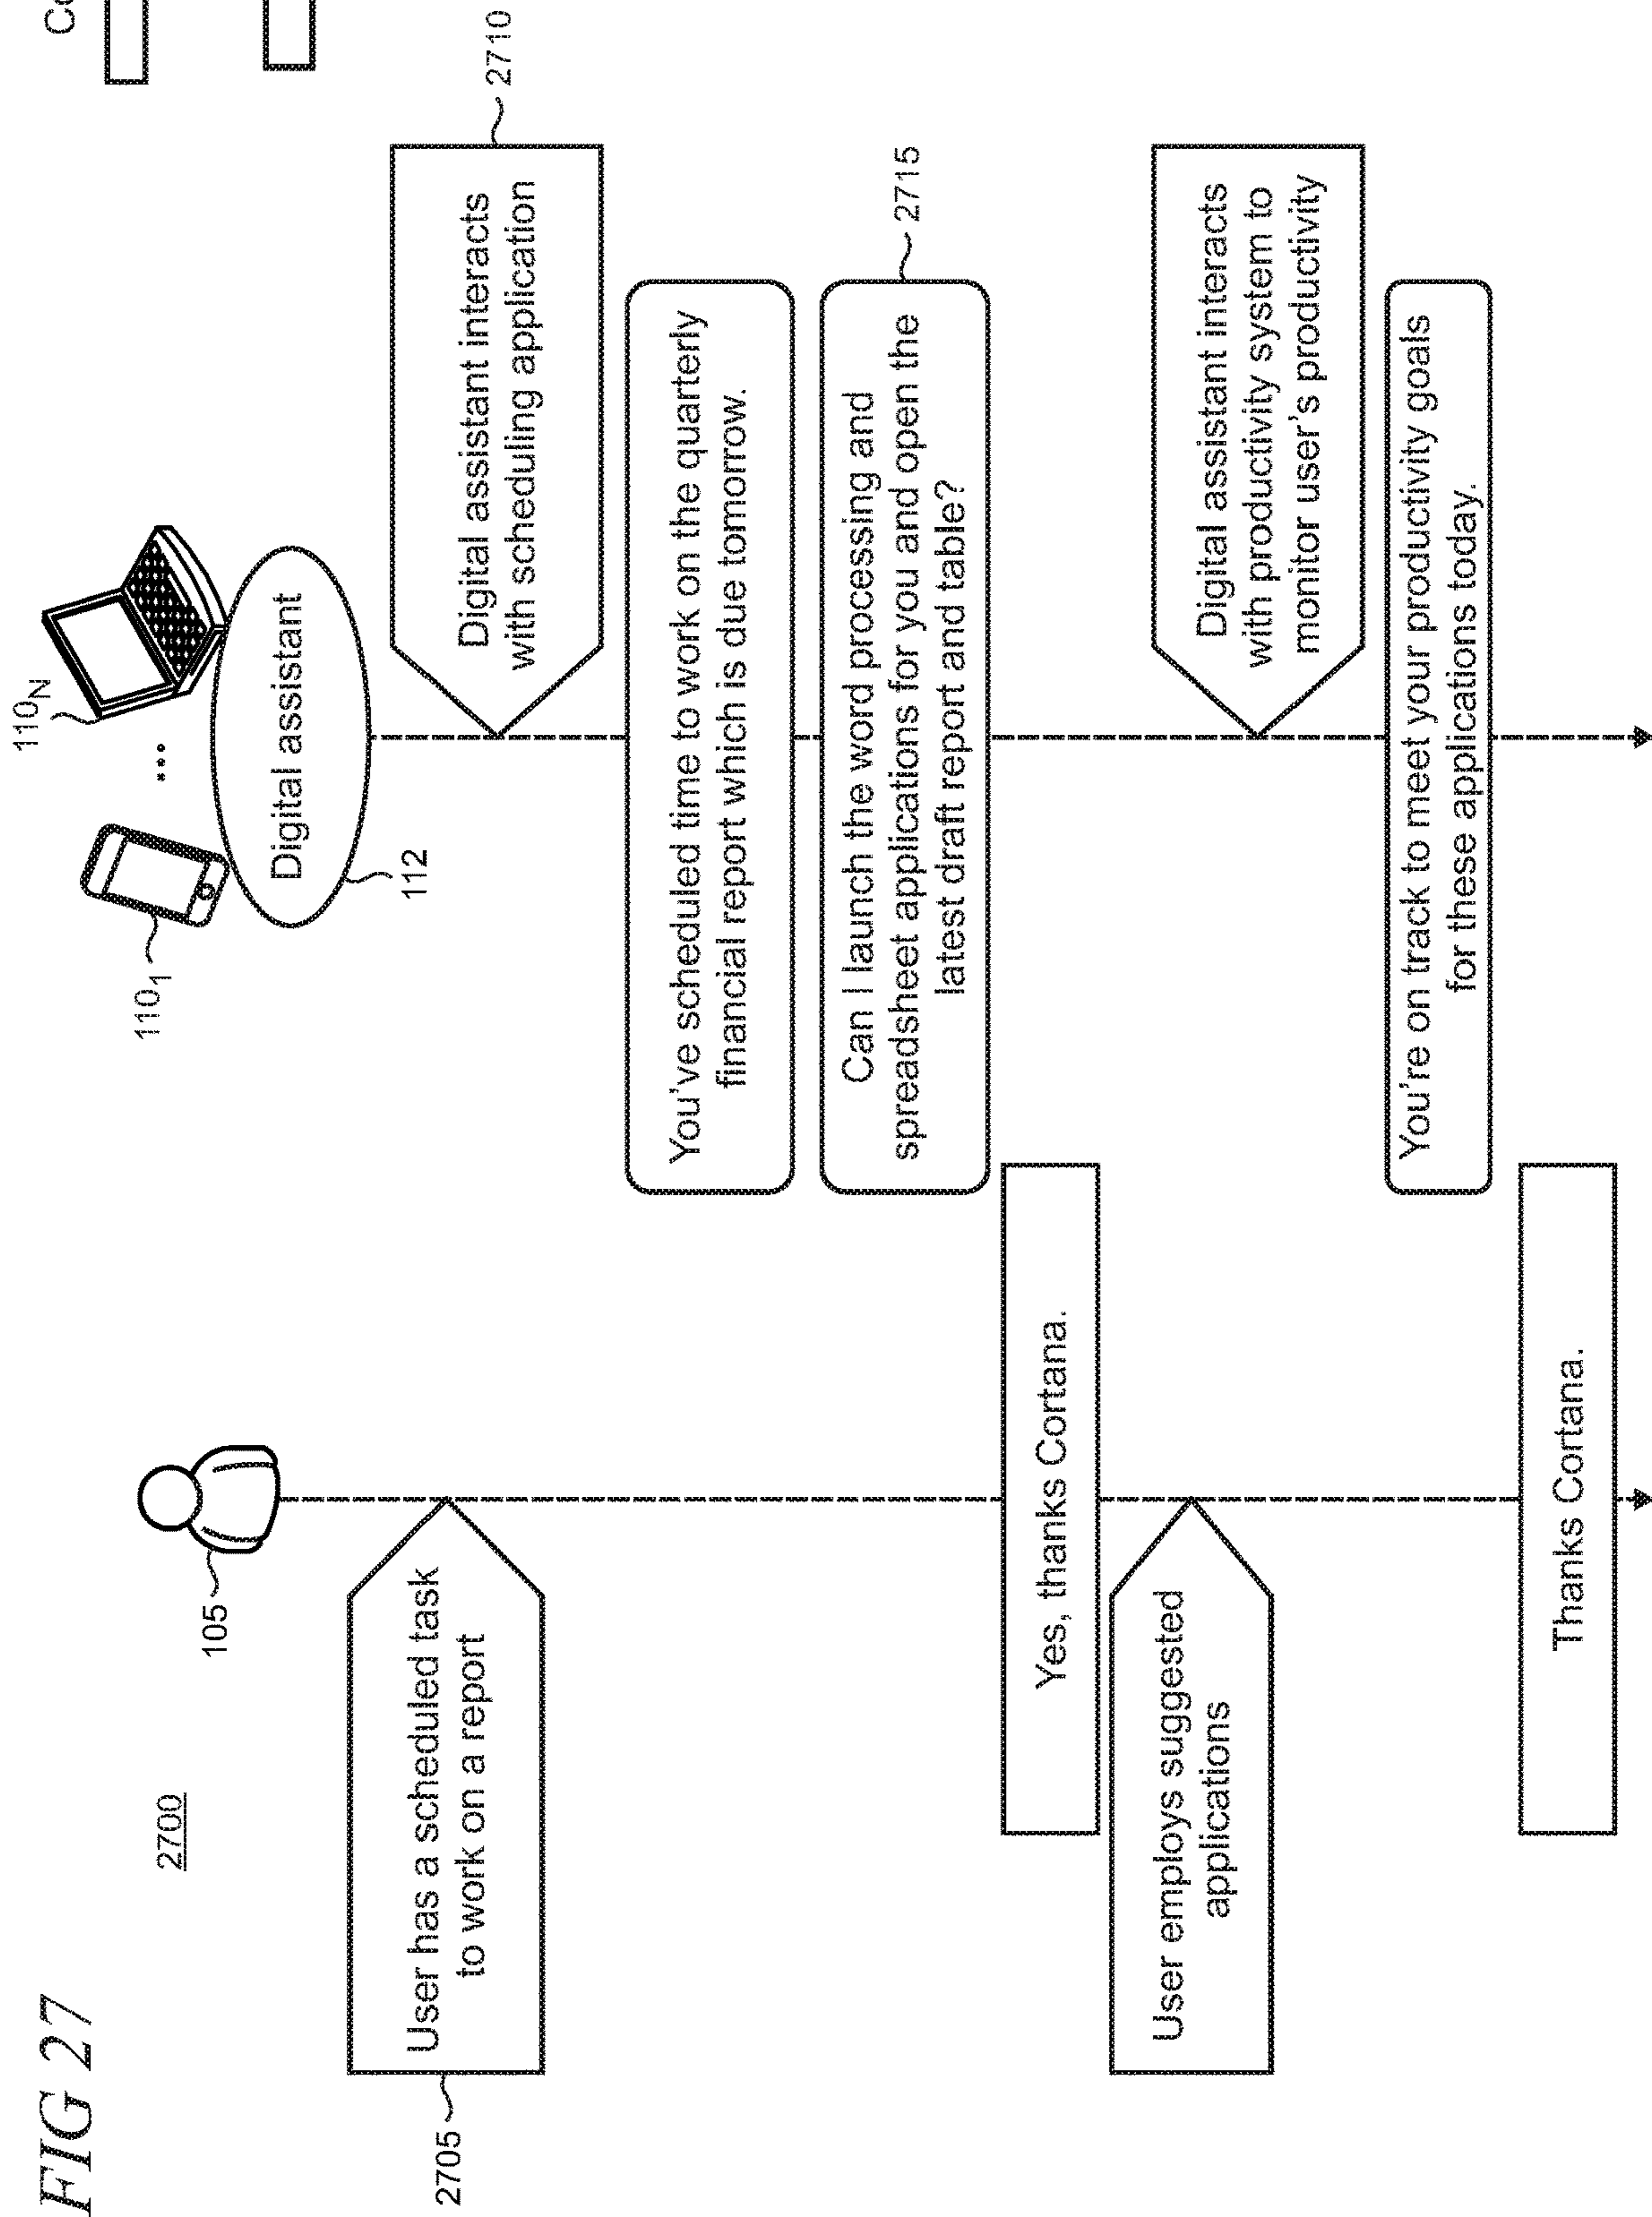 FIG 27
2700
105
110₁
...
110N
Digital assistant
112
Co
2705
User has a scheduled task
to work on a report
Digital assistant interacts
with scheduling application
2710
You've scheduled time to work on the quarterly
financial report which is due tomorrow.
Can I launch the word processing and
spreadsheet applications for you and open the
latest draft report and table?
2715
Yes, thanks Cortana.
User employs suggested
applications
Digital assistant interacts
with productivity system to
monitor user's productivity
You're on track to meet your productivity goals
for these applications today.
Thanks Cortana.